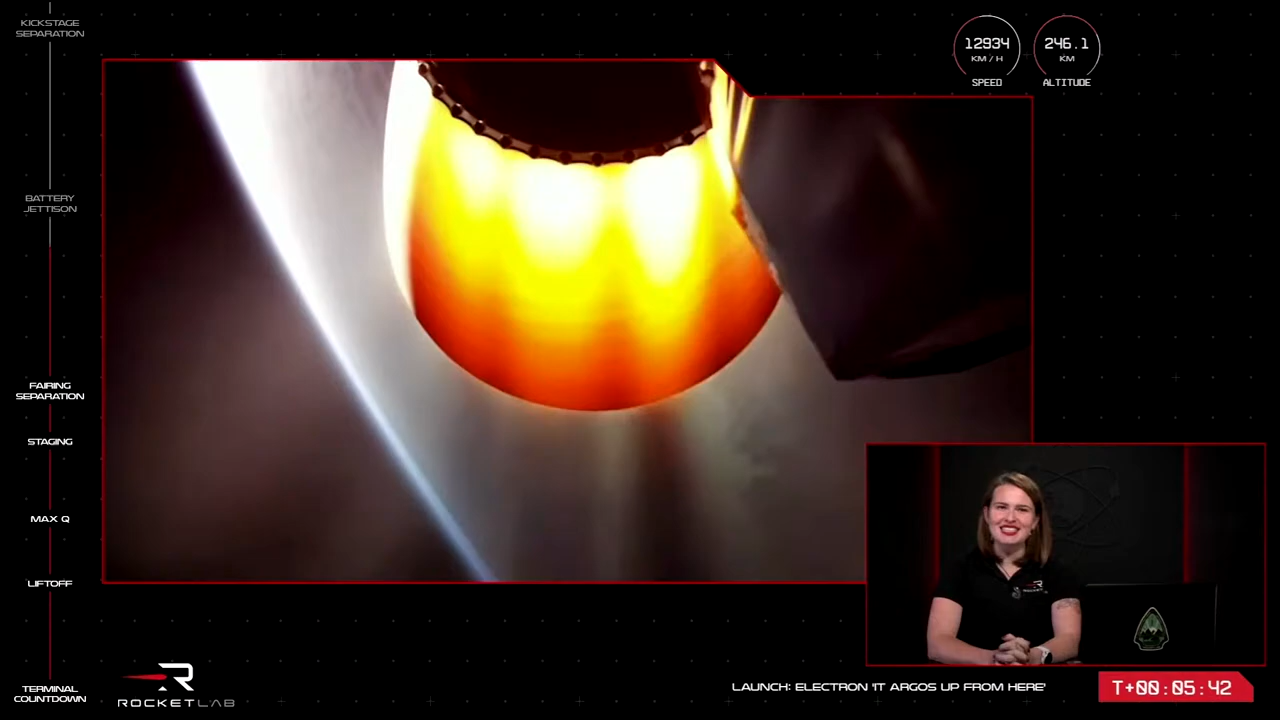 KICKSTAGE
SEPARATION
12934
KM/H
SPEED
246.1
KM
ALTITUDE
BATTERY
JETTISON
FAIRING
SEPARATION
STAGING
MAX Q
LIFTOFF
TERMINAL
COUNTDOWN
ROCKETLAB
LAUNCH: ELECTRON 'IT ARGOS UP FROM HERE'
T+00:05:42